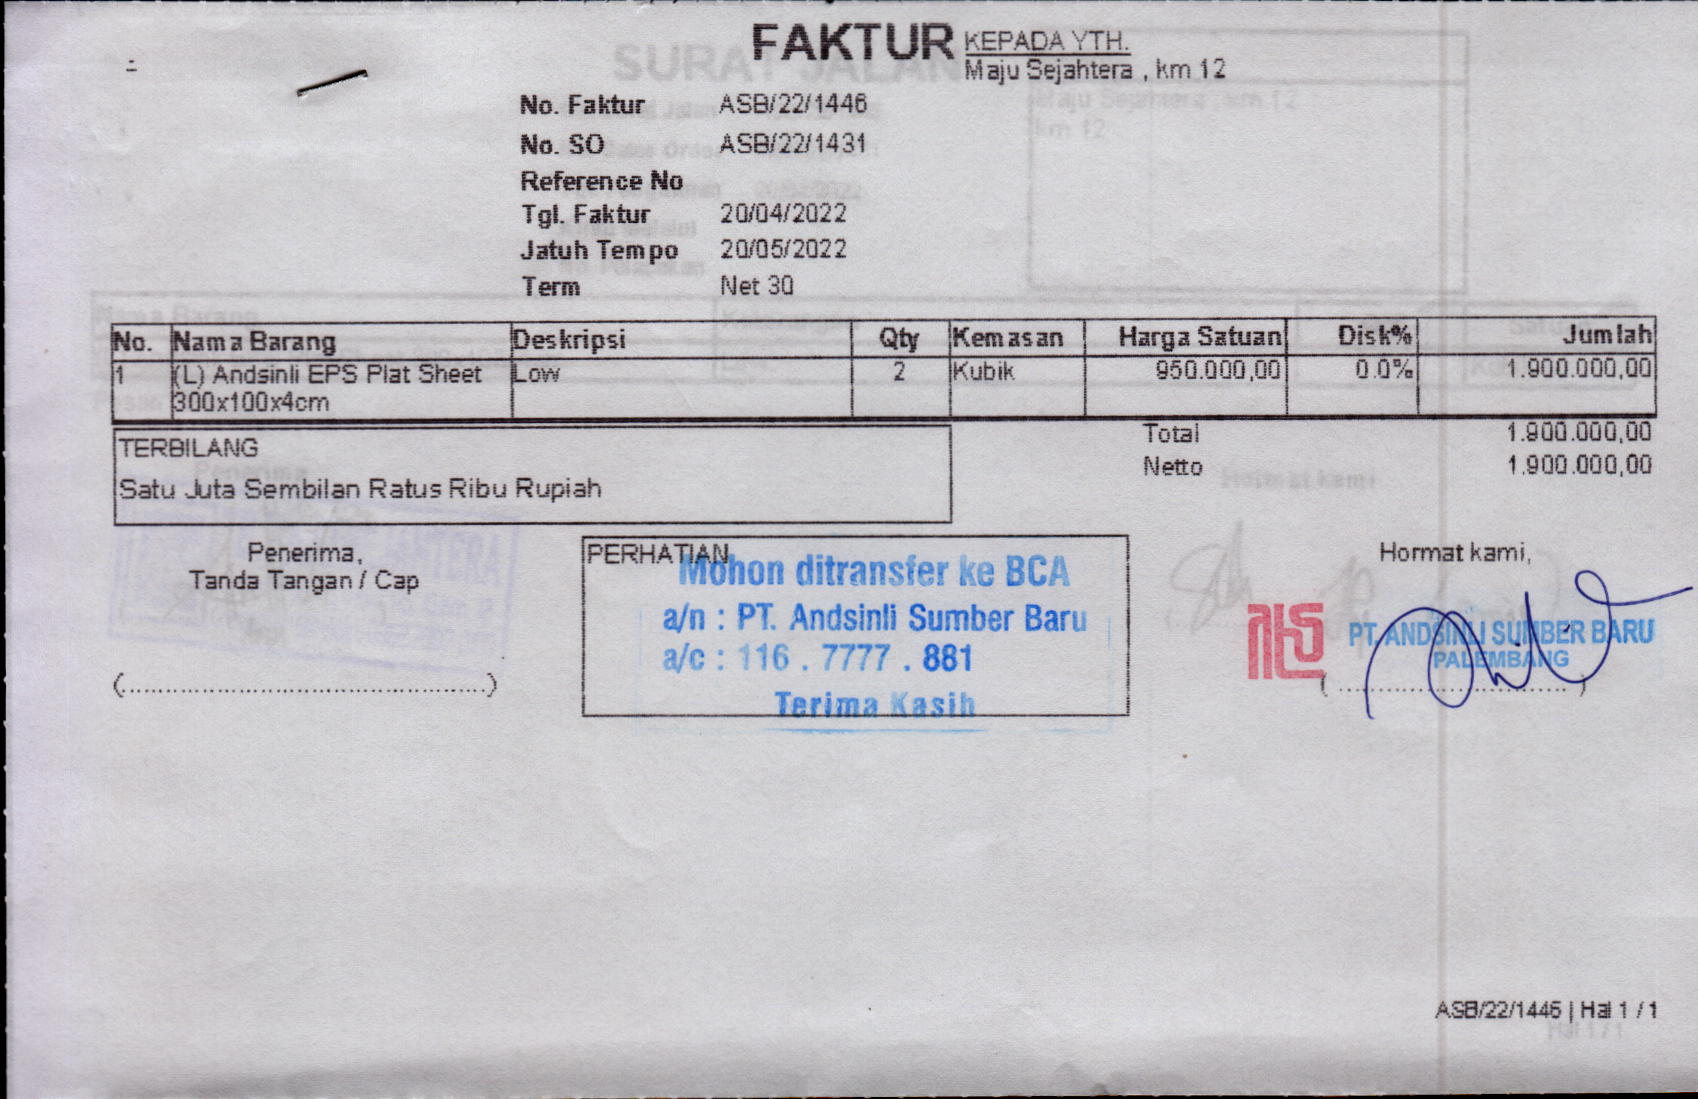 FAKTUR
KEPADA YTH.
Maju Sejahtera , km 12
No. Faktur ASB/22/1446
No. SO ASB/22/1431
Reference No
Tgl. Faktur 20/04/2022
Jatuh Tempo 20/05/2022
Term Net 30
No. Nama Barang Deskripsi Qty Kemasan Harga Satuan Disk% Jumlah
1 (L) Andsinli EPS Plat Sheet Low 2 Kubik 950.000,00 0.0% 1.900.000,00
300x100x4cm
Total 1.900.000,00
Netto 1.900.000,00
TERBILANG
Satu Juta Sembilan Ratus Ribu Rupiah
Penerima,
Tanda Tangan / Cap
(................................................)
PERHATIAN
Mohon ditransfer ke BCA
a/n : PT. Andsinli Sumber Baru
a/c : 116 . 7777 . 881
Terima Kasih
Hormat kami,
PT. ANDSINLI SUMBER BARU
PALEMBANG
( ................................ )
ASB/22/1446 | Hal 1 / 1